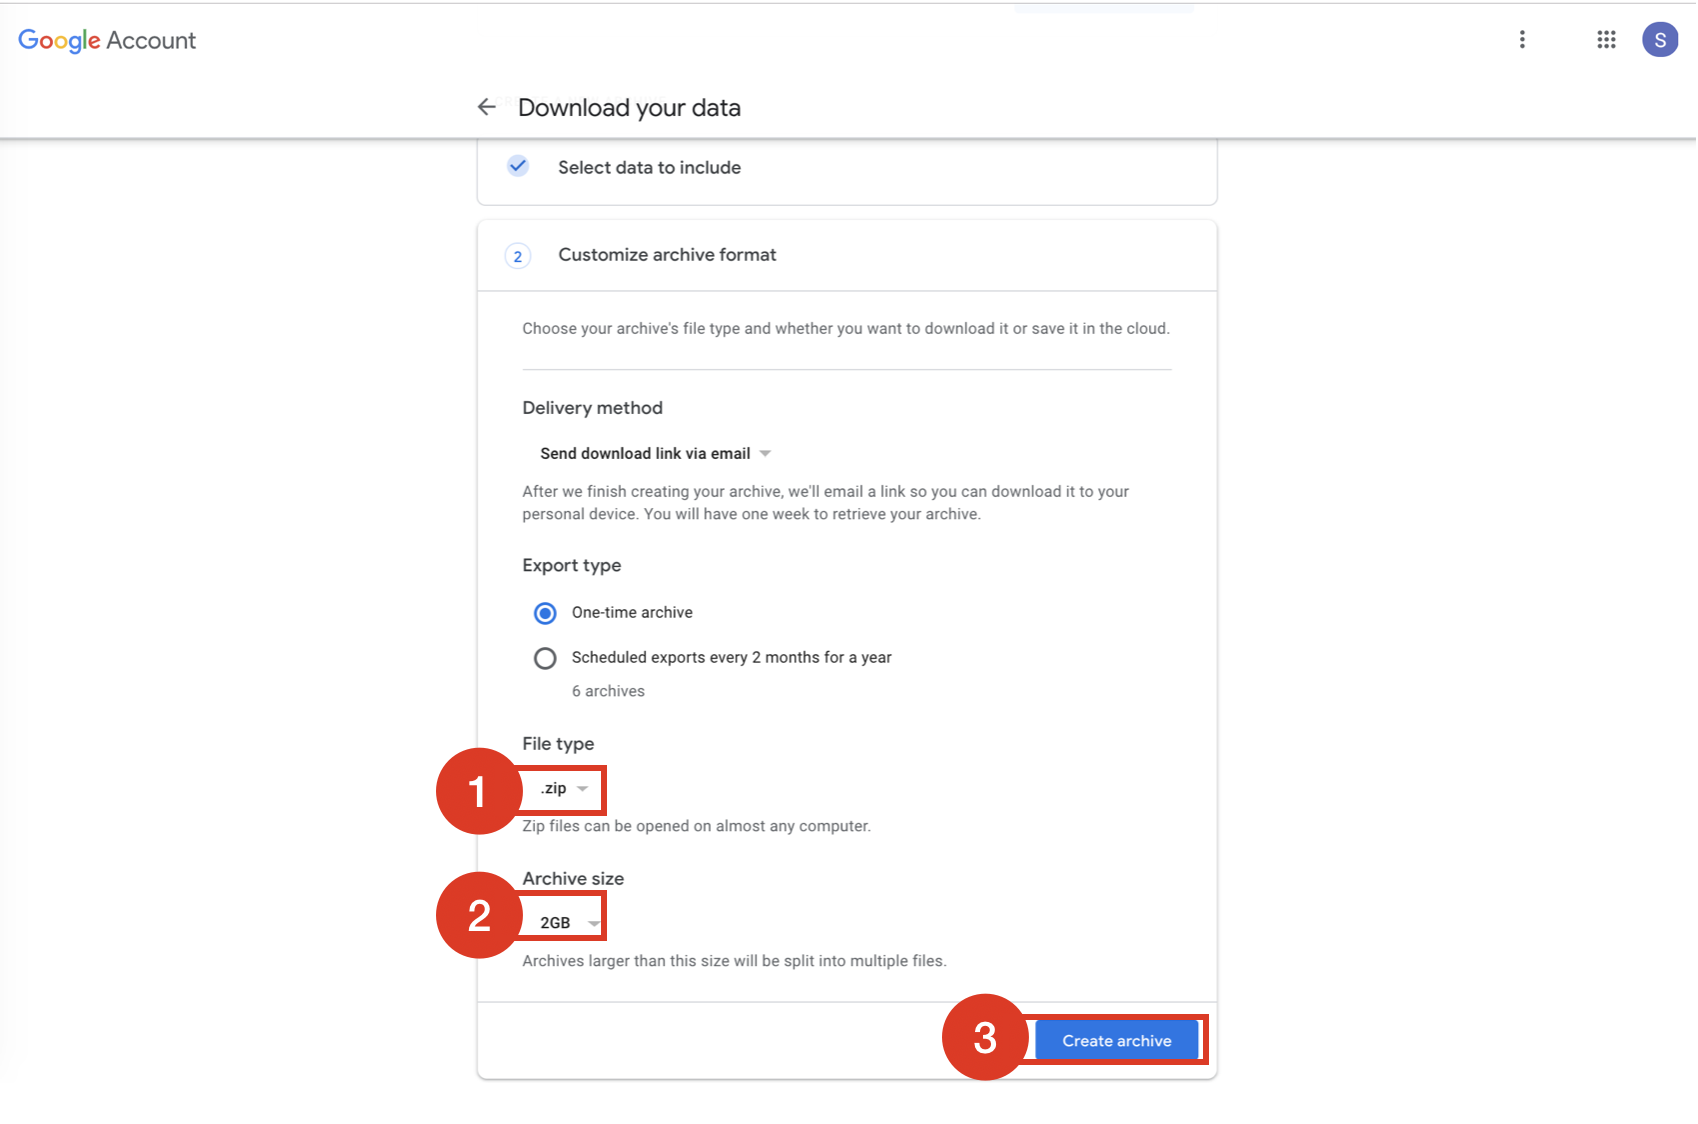 Google Account
S
Download your data
Select data to include
2
Customize archive format
Choose your archive's file type and whether you want to download it or save it in the cloud.
Delivery method
Send download link via email
After we finish creating your archive, we'll email a link so you can download it to your
personal device. You will have one week to retrieve your archive.
Export type
One-time archive
Scheduled exports every 2 months for a year
6 archives
File type
1
.zip
Zip files can be opened on almost any computer.
Archive size
2
2GB
Archives larger than this size will be split into multiple files.
3
Create archive